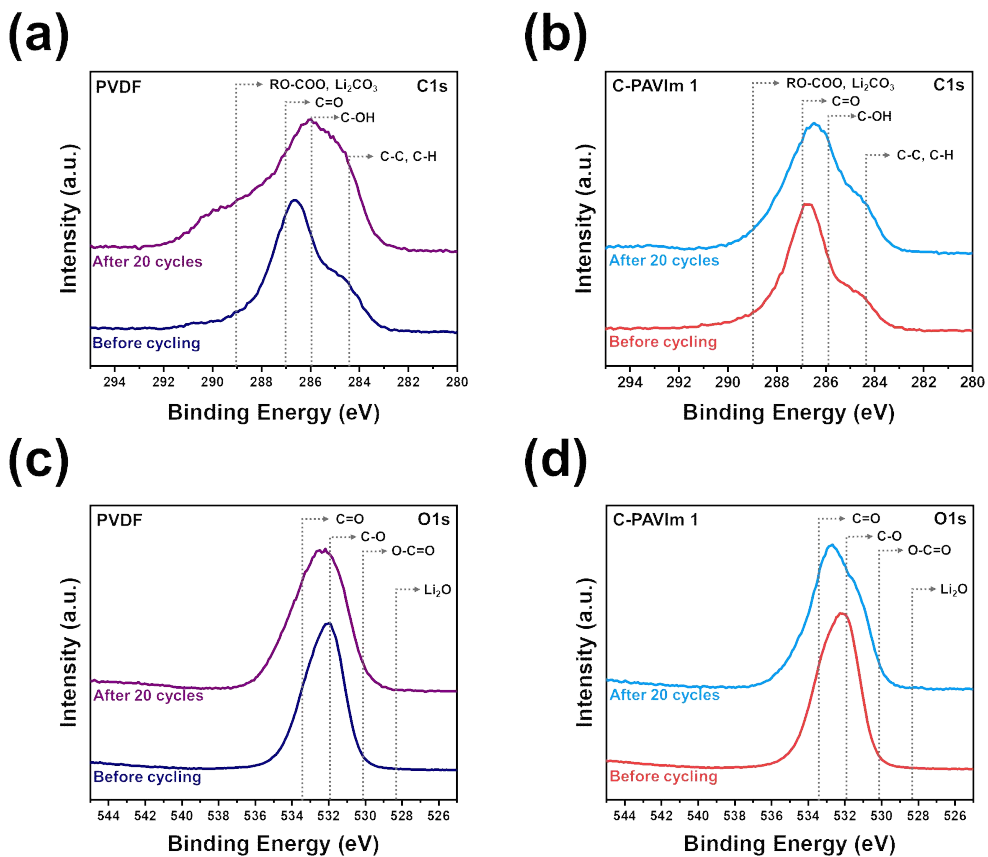 (a)
PVDF
C1s
RO-COO, Li₂CO₃
C=O
C-OH
C-C, C-H
After 20 cycles
Before cycling
Intensity (a.u.)
294 292 290 288 286 284 282 280
Binding Energy (eV)
(b)
C-PAVIm 1
C1s
RO-COO, Li₂CO₃
C=O
C-OH
C-C, C-H
After 20 cycles
Before cycling
Intensity (a.u.)
294 292 290 288 286 284 282 280
Binding Energy (eV)
(c)
PVDF
O1s
C=O
C-O
O-C=O
Li₂O
After 20 cycles
Before cycling
Intensity (a.u.)
544 542 540 538 536 534 532 530 528 526
Binding Energy (eV)
(d)
C-PAVIm 1
O1s
C=O
C-O
O-C=O
Li₂O
After 20 cycles
Before cycling
Intensity (a.u.)
544 542 540 538 536 534 532 530 528 526
Binding Energy (eV)